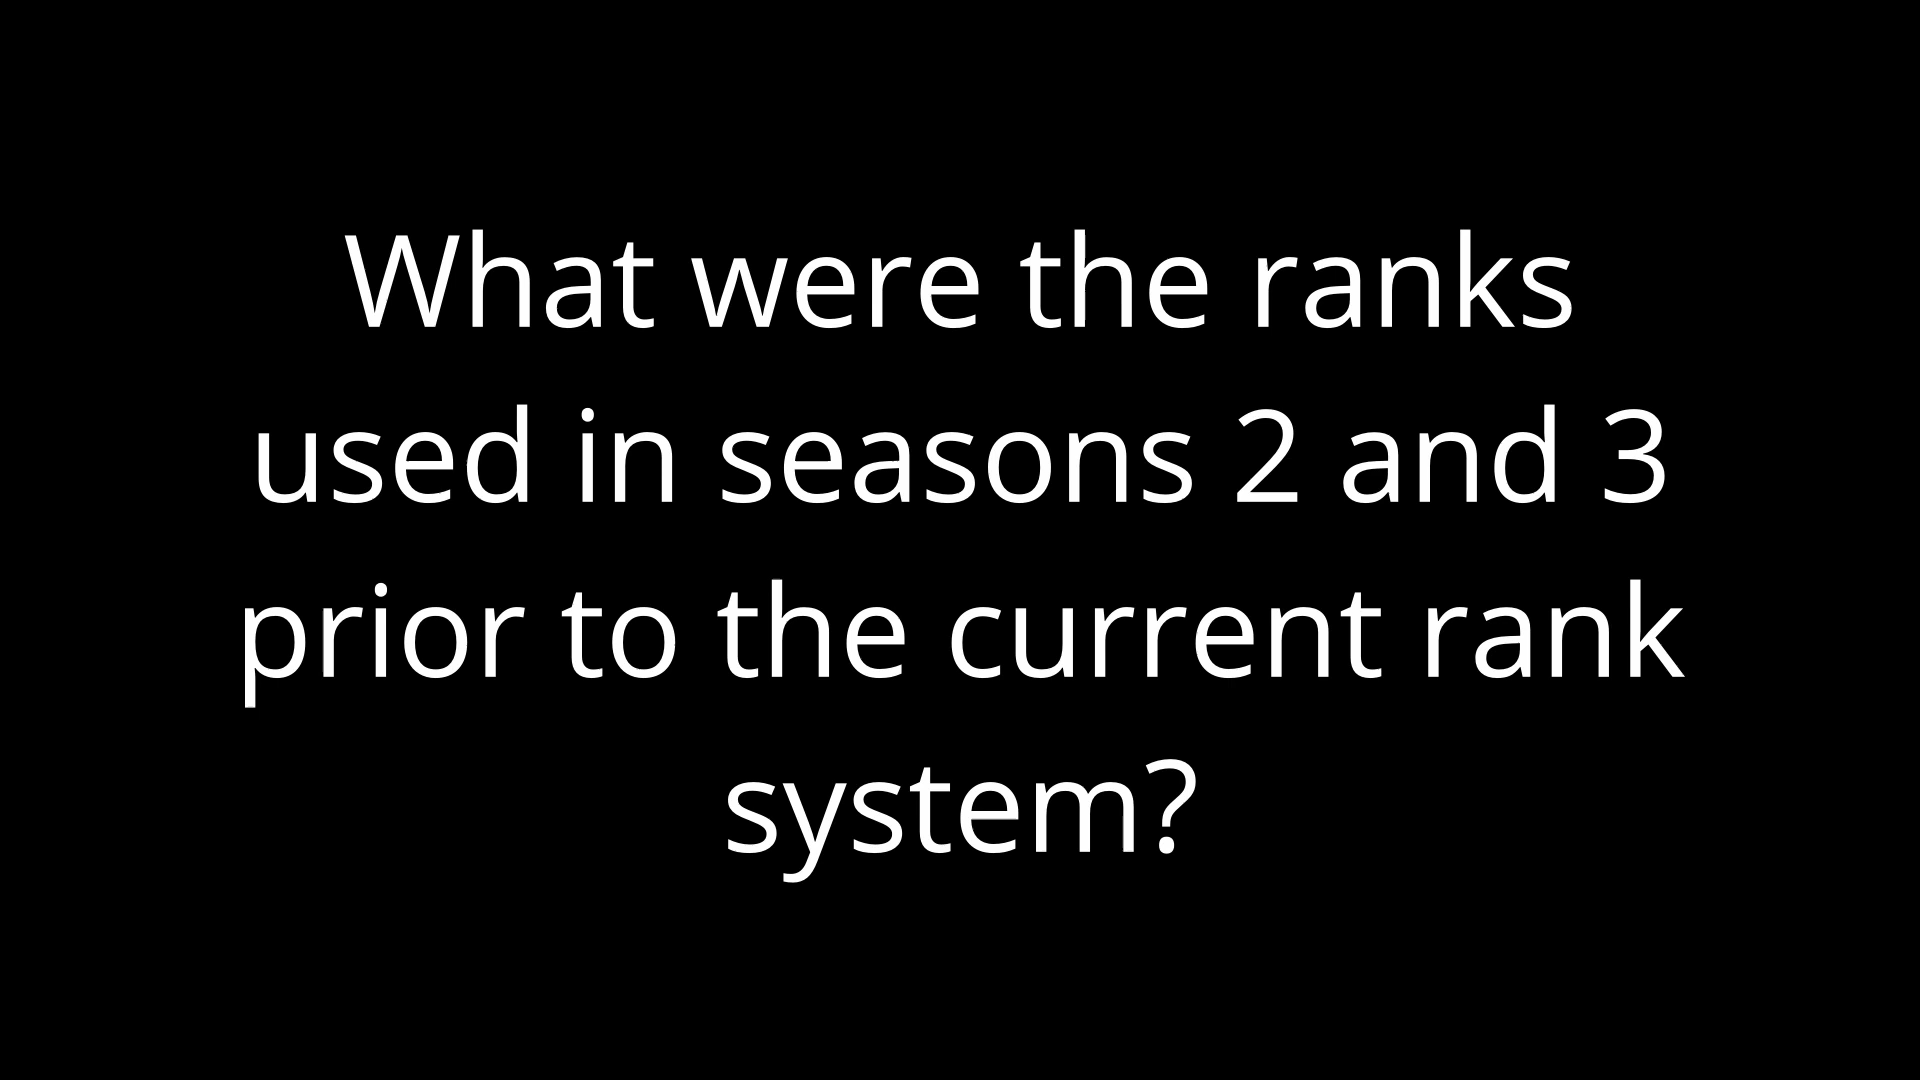 What were the ranks
used in seasons 2 and 3
prior to the current rank
system?